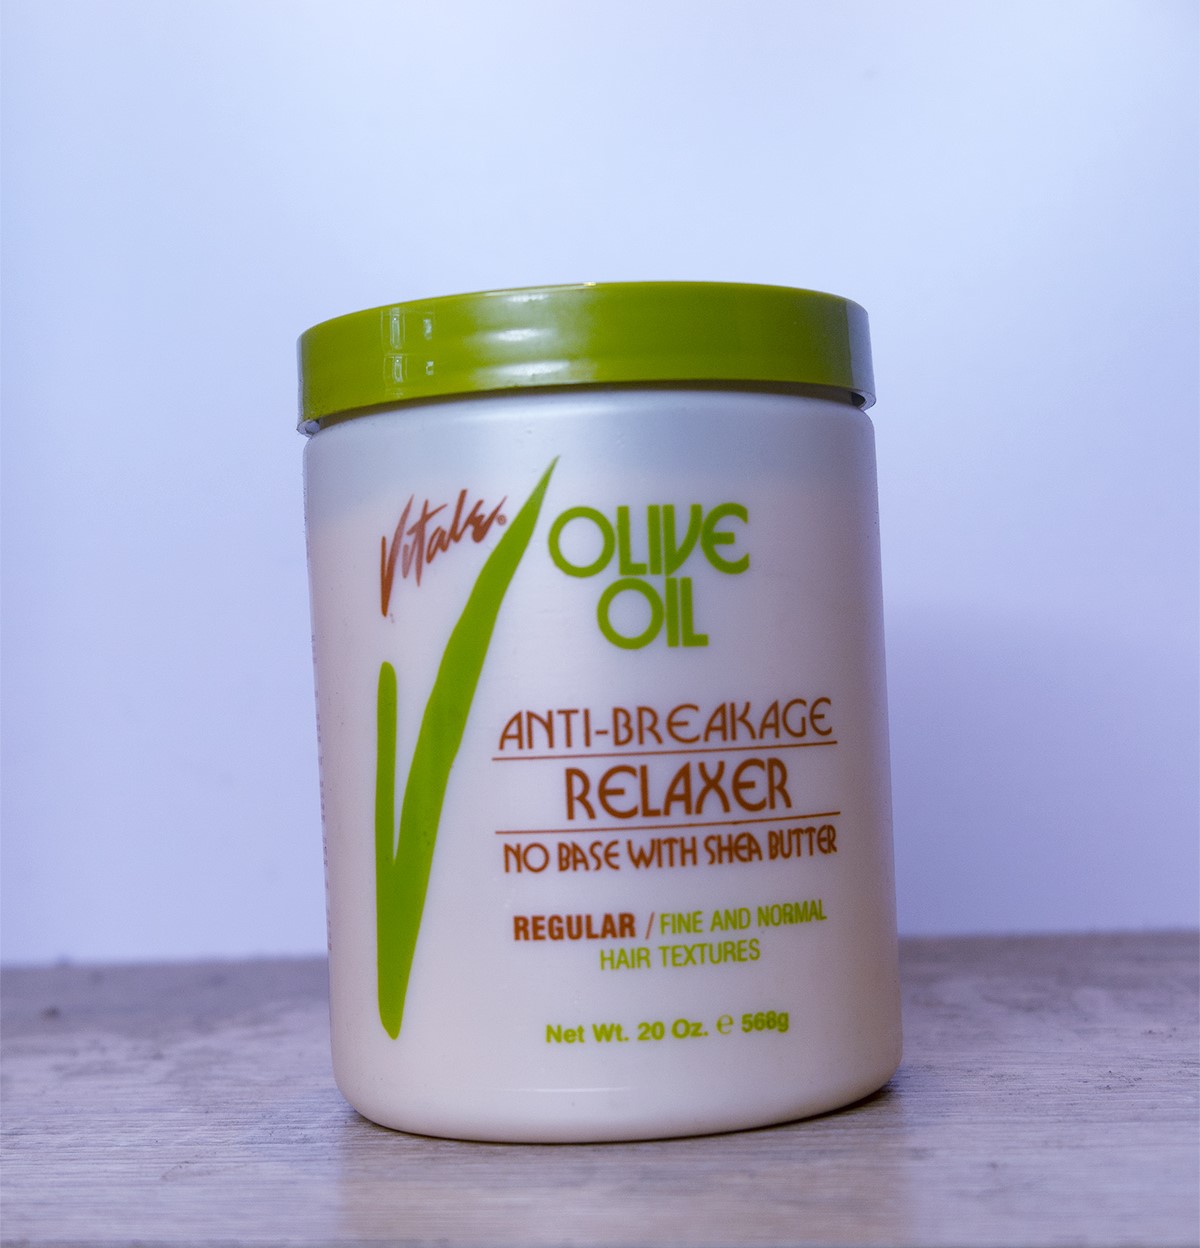 Vitale®
OLIVE
OIL
ANTI-BREAKAGE
RELAXER
NO BASE WITH SHEA BUTTER
REGULAR / FINE AND NORMAL
HAIR TEXTURES
Net Wt. 20 Oz. ℮ 568g